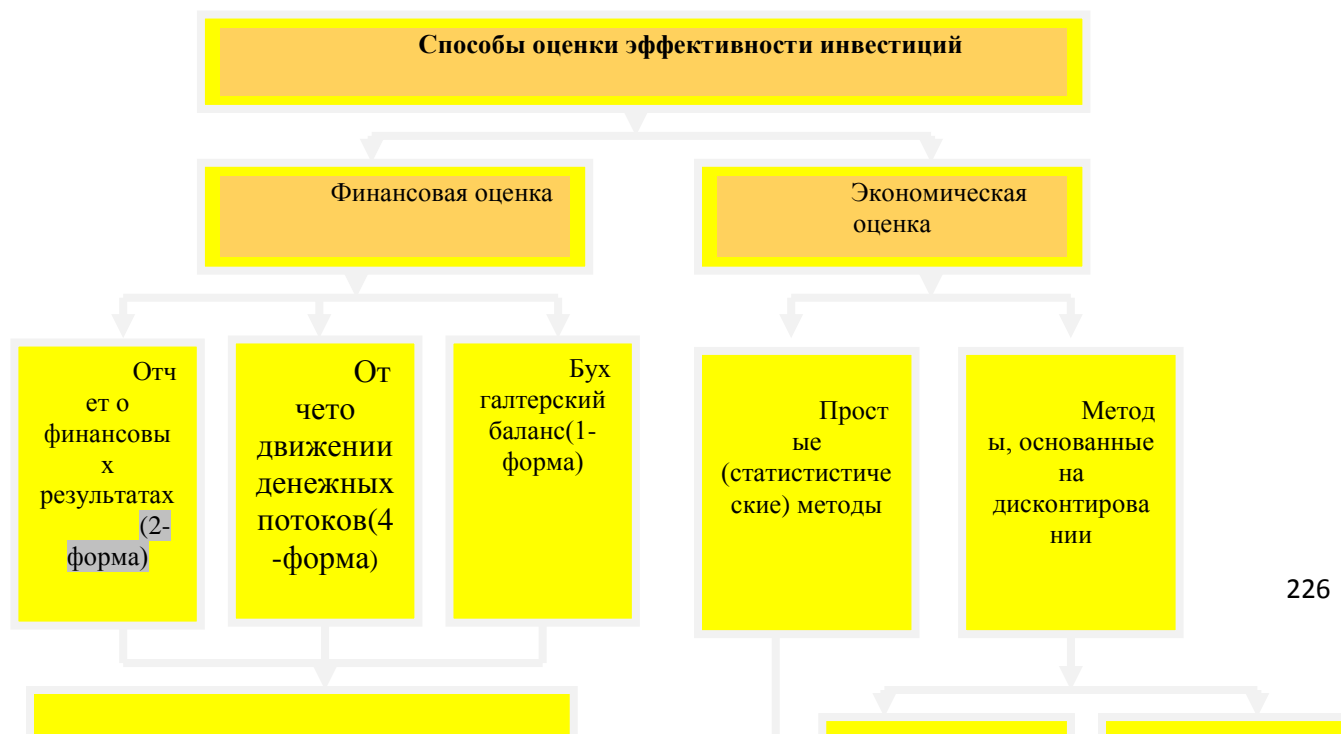 Способы оценки эффективности инвестиций
Финансовая оценка
Экономическая
оценка
Отч
ет о
финансовы
х
результатах
(2-
форма)
От
чето
движении
денежных
потоков(4
-форма)
Бух
галтерский
баланс(1-
форма)
Прост
ые
(статистистиче
ские) методы
Метод
ы, основанные
на
дисконтирова
нии
226